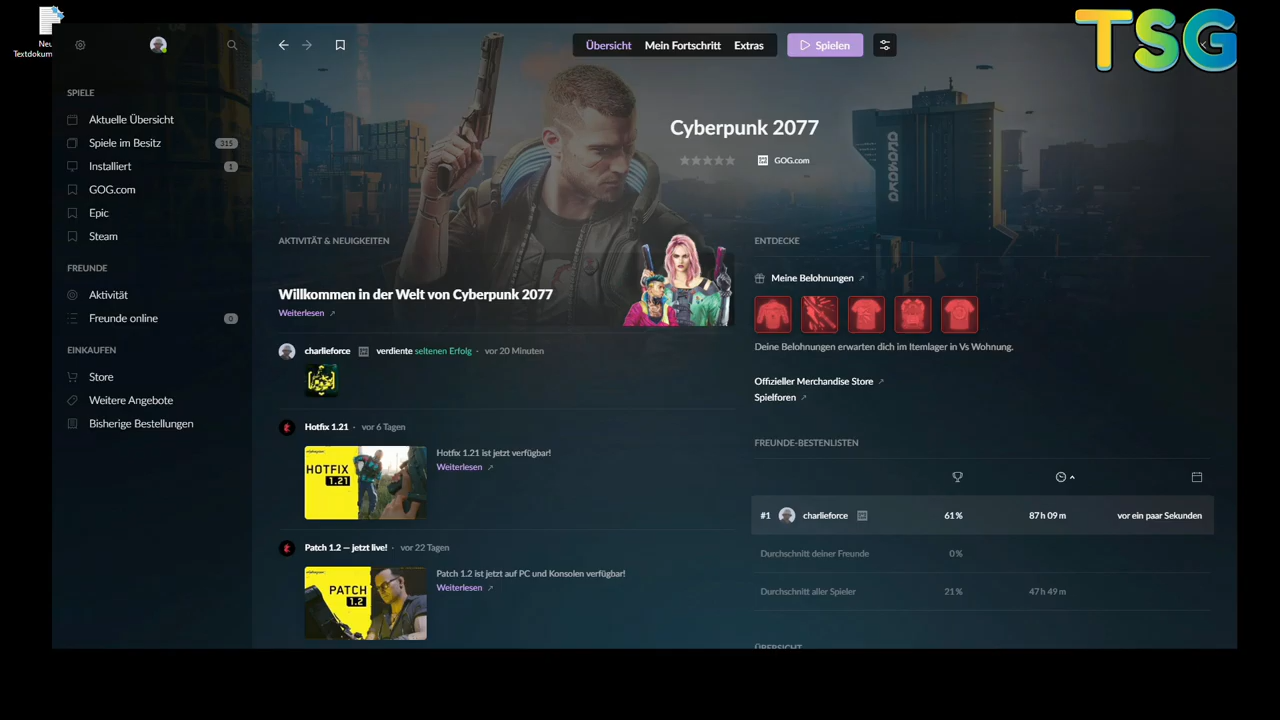 TSG
Neu
Textdokum
SPIELE
Aktuelle Übersicht
Spiele im Besitz 315
Installiert 1
GOG.com
Epic
Steam
FREUNDE
Aktivität
Freunde online 0
EINKAUFEN
Store
Weitere Angebote
Bisherige Bestellungen
Übersicht Mein Fortschritt Extras Spielen
Cyberpunk 2077
GOG.com
AKTIVITÄT & NEUIGKEITEN
Willkommen in der Welt von Cyberpunk 2077
Weiterlesen
charlieforce verdiente seltenen Erfolg · vor 20 Minuten
Hotfix 1.21 · vor 6 Tagen
HOTFIX
1.21
Hotfix 1.21 ist jetzt verfügbar!
Weiterlesen
Patch 1.2 – jetzt live! · vor 22 Tagen
PATCH
1.2
Patch 1.2 ist jetzt auf PC und Konsolen verfügbar!
Weiterlesen
ENTDECKE
Meine Belohnungen
Deine Belohnungen erwarten dich im Itemlager in Vs Wohnung.
Offizieller Merchandise Store
Spielforen
FREUNDE-BESTENLISTEN
#1 charlieforce 61 % 87 h 09 m vor ein paar Sekunden
Durchschnitt deiner Freunde 0 %
Durchschnitt aller Spieler 21 % 47 h 49 m
ÜBERSICHT